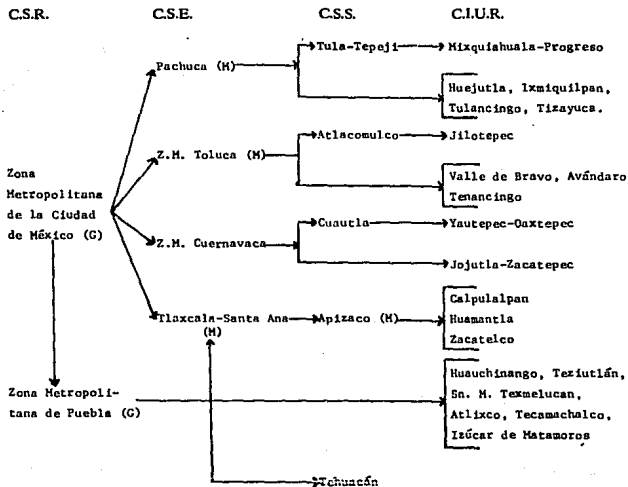 C.S.R. C.S.E. C.S.S. C.I.U.R.
Tula-Tepeji Mixquiahuala-Progreso
Pachuca (M)
Huejutla, Ixmiquilpan,
Tulancingo, Tizayuca.
Atlacomulco Jilotepec
Z.M. Toluca (M)
Valle de Bravo, Avándaro
Tenancingo
Zona
Metropolitana
de la Ciudad
de México (G)
Cuautla Yautepec-Oaxtepec
Z.M. Cuernavaca
Jojutla-Zacatepec
Tlaxcala-Santa Ana
(M)
Apizaco (M)
Calpulalpan
Huamantla
Zacatelco
Zona Metropoli-
tana de Puebla (G)
Huauchinango, Teziutlán,
Sn. M. Texmelucan,
Atlixco, Tecamachalco,
Izúcar de Matamoros
Tehuacán